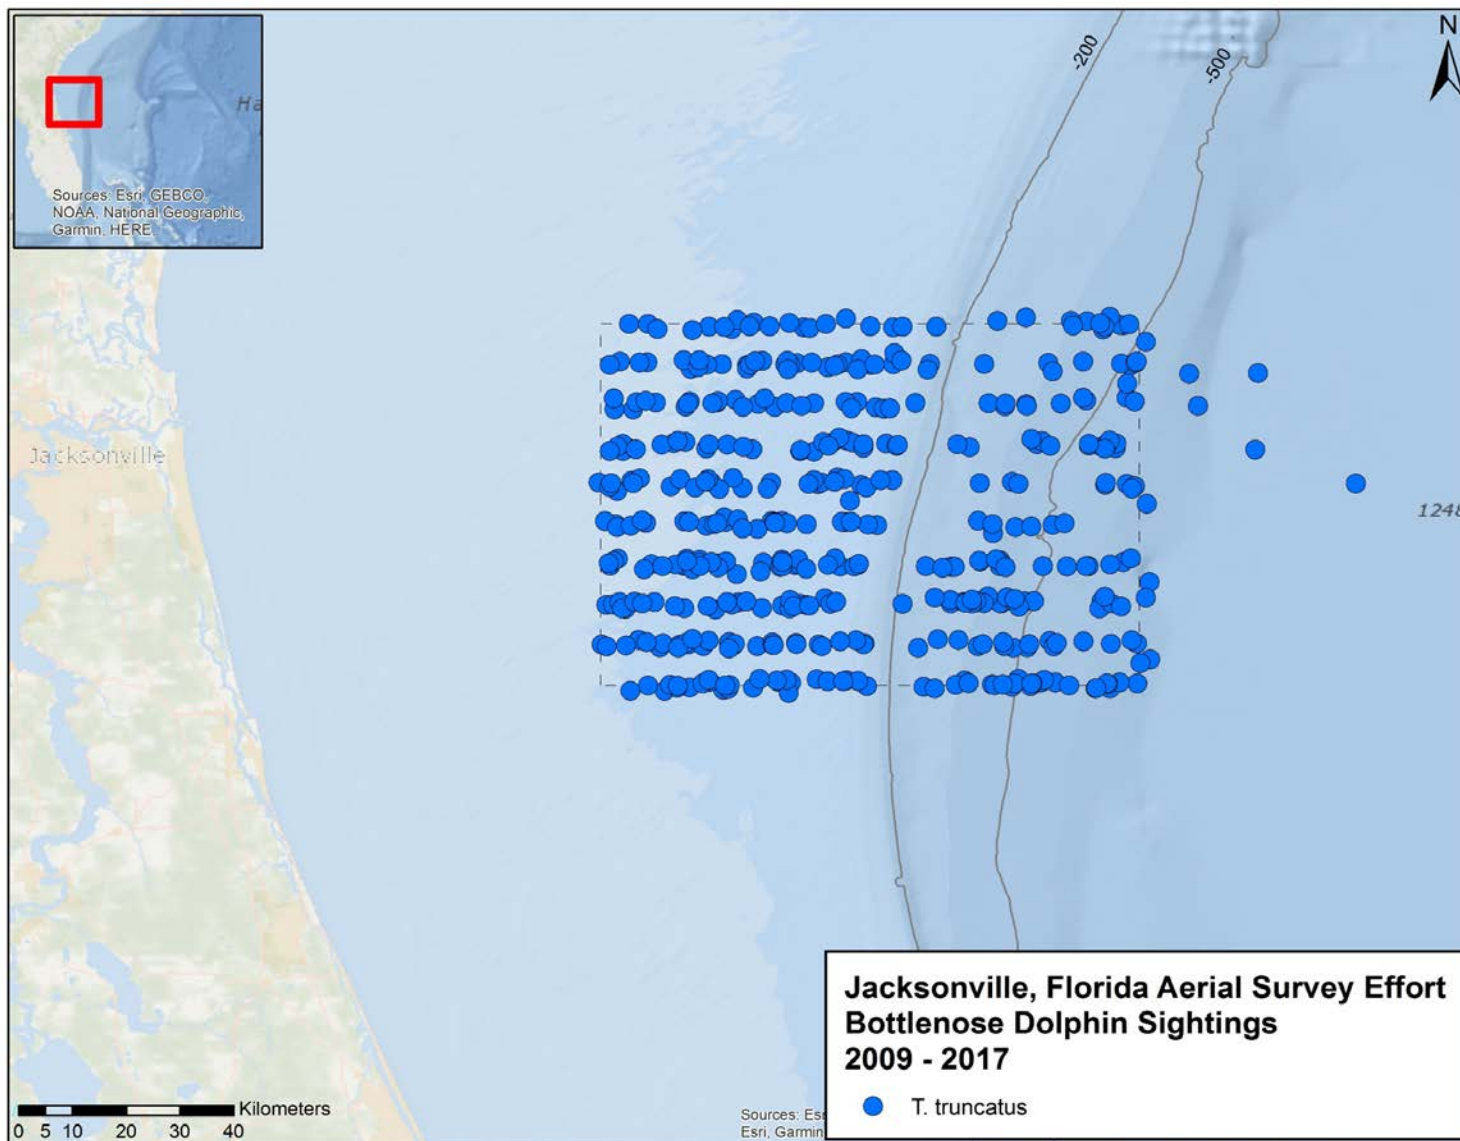 Ha
Sources: Esri, GEBCO,
NOAA, National Geographic,
Garmin, HERE,
-200
-500
N
Jacksonville
1248
Jacksonville, Florida Aerial Survey Effort
Bottlenose Dolphin Sightings
2009 - 2017
T. truncatus
Kilometers
0 5 10 20 30 40
Sources: Esr
Esri, Garmin